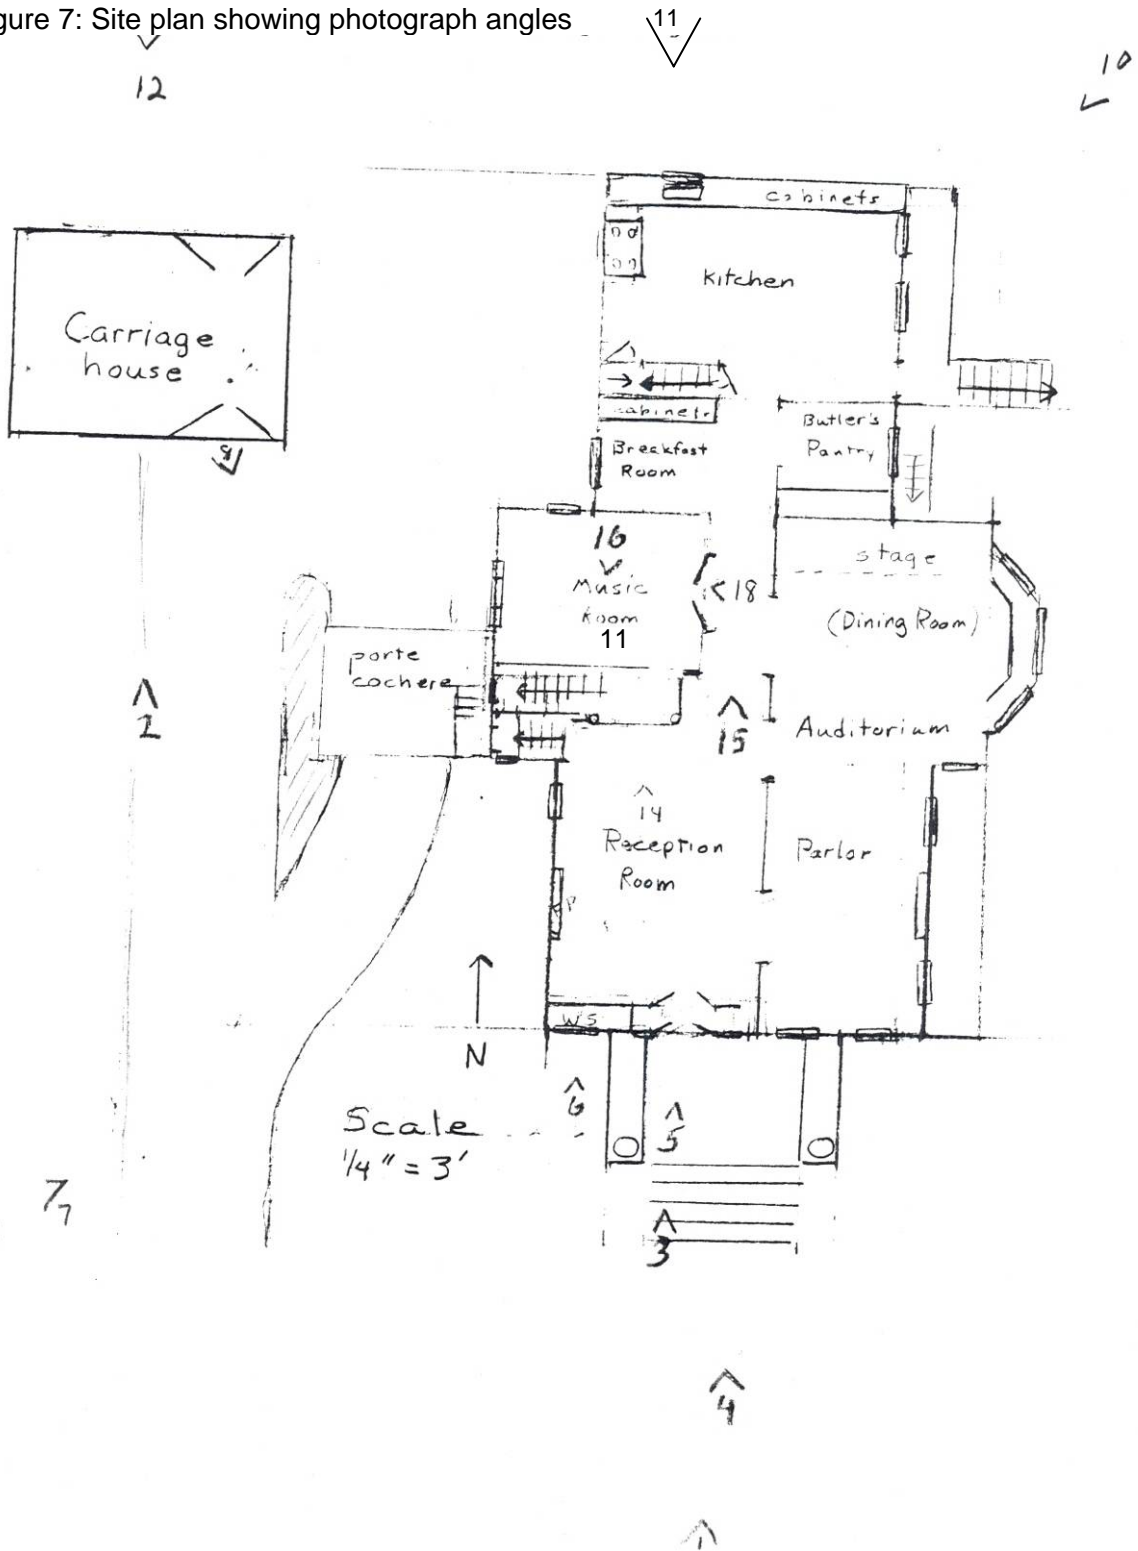 gure 7: Site plan showing photograph angles
11
12
10
cabinets
Kitchen
Carriage
house
cabinets
Butler's
Pantry
Breakfast
Room
16
Music
Room
11
18
stage
(Dining Room)
porte
cochere
2
15
Auditorium
14
Reception
Room
Parlor
W S
N
6
5
Scale
1/4" = 3'
7
3
4
1